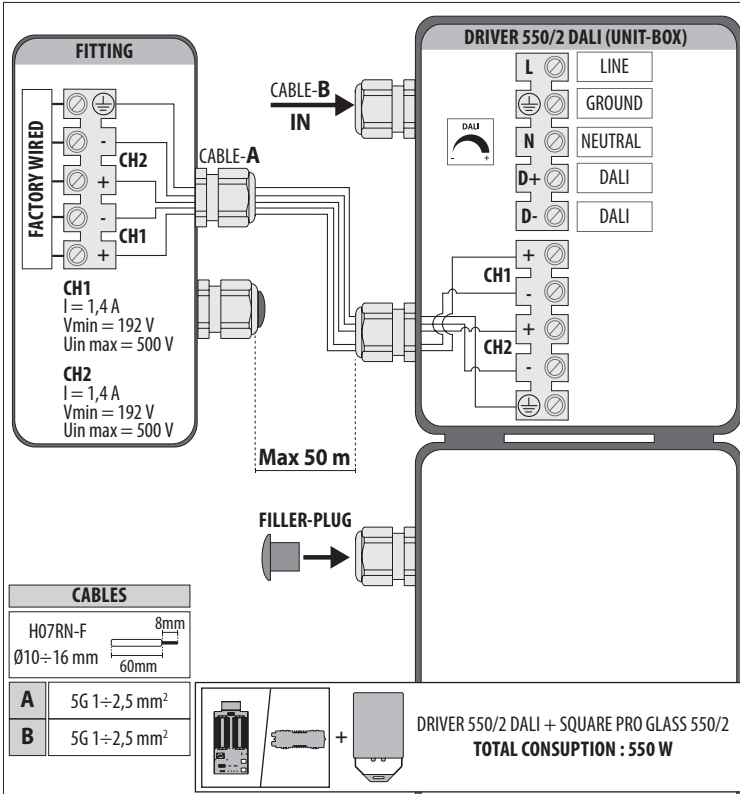 FITTING
FACTORY WIRED
-
CH2
+
-
CH1
+
CH1
I = 1,4 A
Vmin = 192 V
Uin max = 500 V
CH2
I = 1,4 A
Vmin = 192 V
Uin max = 500 V
CABLE-A
CABLE-B
IN
Max 50 m
FILLER-PLUG
DRIVER 550/2 DALI (UNIT-BOX)
DALI
- +
L LINE
GROUND
N NEUTRAL
D+ DALI
D- DALI
+
CH1
-
+
CH2
-
CABLES
H07RN-F
Ø10÷16 mm
8mm
60mm
A 5G 1÷2,5 mm²
B 5G 1÷2,5 mm²
+
DRIVER 550/2 DALI + SQUARE PRO GLASS 550/2
TOTAL CONSUPTION : 550 W